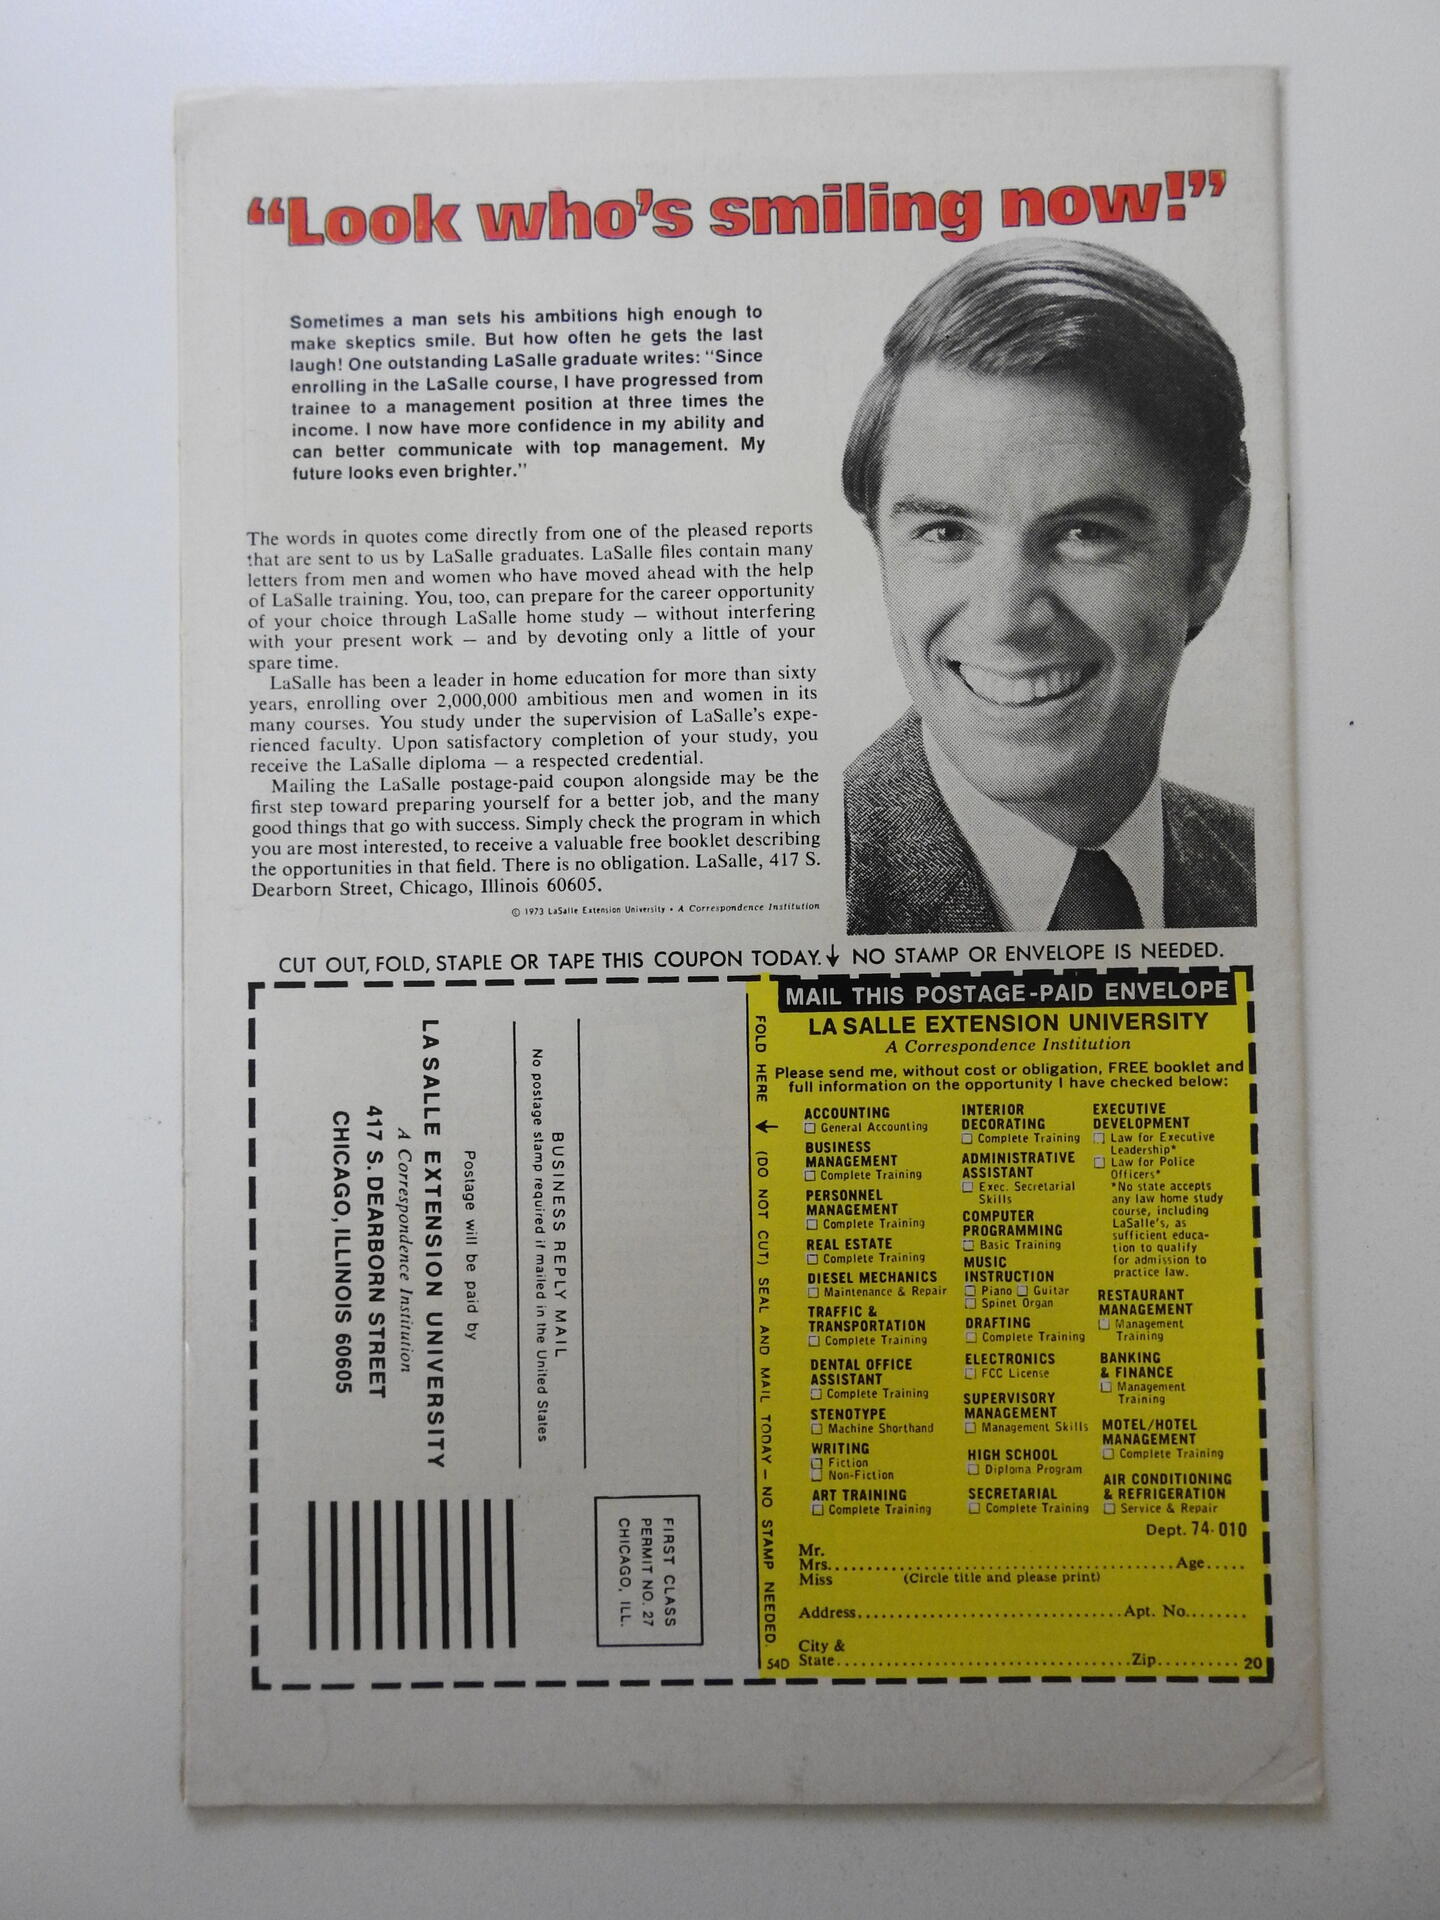 “Look who's smiling now!”
Sometimes a man sets his ambitions high enough to
make skeptics smile. But how often he gets the last
laugh! One outstanding LaSalle graduate writes: “Since
enrolling in the LaSalle course, I have progressed from
trainee to a management position at three times the
income. I now have more confidence in my ability and
can better communicate with top management. My
future looks even brighter.”
The words in quotes come directly from one of the pleased reports
that are sent to us by LaSalle graduates. LaSalle files contain many
letters from men and women who have moved ahead with the help
of LaSalle training. You, too, can prepare for the career opportunity
of your choice through LaSalle home study — without interfering
with your present work — and by devoting only a little of your
spare time.
LaSalle has been a leader in home education for more than sixty
years, enrolling over 2,000,000 ambitious men and women in its
many courses. You study under the supervision of LaSalle's expe-
rienced faculty. Upon satisfactory completion of your study, you
receive the LaSalle diploma — a respected credential.
Mailing the LaSalle postage-paid coupon alongside may be the
first step toward preparing yourself for a better job, and the many
good things that go with success. Simply check the program in which
you are most interested, to receive a valuable free booklet describing
the opportunities in that field. There is no obligation. LaSalle, 417 S.
Dearborn Street, Chicago, Illinois 60605.
© 1973 LaSalle Extension University • A Correspondence Institution
CUT OUT, FOLD, STAPLE OR TAPE THIS COUPON TODAY.↓ NO STAMP OR ENVELOPE IS NEEDED.
FIRST CLASS
PERMIT NO. 27
CHICAGO, ILL.
BUSINESS REPLY MAIL
No postage stamp required if mailed in the United States
Postage will be paid by
LA SALLE EXTENSION UNIVERSITY
A Correspondence Institution
417 S. DEARBORN STREET
CHICAGO, ILLINOIS 60605
FOLD HERE ↓ (DO NOT CUT) SEAL AND MAIL TODAY — NO STAMP NEEDED.
MAIL THIS POSTAGE-PAID ENVELOPE
LA SALLE EXTENSION UNIVERSITY
A Correspondence Institution
Please send me, without cost or obligation, FREE booklet and
full information on the opportunity I have checked below:
ACCOUNTING
☐ General Accounting
BUSINESS
MANAGEMENT
☐ Complete Training
PERSONNEL
MANAGEMENT
☐ Complete Training
REAL ESTATE
☐ Complete Training
DIESEL MECHANICS
☐ Maintenance & Repair
TRAFFIC &
TRANSPORTATION
☐ Complete Training
DENTAL OFFICE
ASSISTANT
☐ Complete Training
STENOTYPE
☐ Machine Shorthand
WRITING
☐ Fiction
☐ Non-Fiction
ART TRAINING
☐ Complete Training
INTERIOR
DECORATING
☐ Complete Training
ADMINISTRATIVE
ASSISTANT
☐ Exec. Secretarial
Skills
COMPUTER
PROGRAMMING
☐ Basic Training
MUSIC
INSTRUCTION
☐ Piano ☐ Guitar
☐ Spinet Organ
DRAFTING
☐ Complete Training
ELECTRONICS
☐ FCC License
SUPERVISORY
MANAGEMENT
☐ Management Skills
HIGH SCHOOL
☐ Diploma Program
SECRETARIAL
☐ Complete Training
EXECUTIVE
DEVELOPMENT
☐ Law for Executive
Leadership*
☐ Law for Police
Officers*
*No state accepts
any law home study
course, including
LaSalle's, as
sufficient educa-
tion to qualify
for admission to
practice law.
RESTAURANT
MANAGEMENT
☐ Management
Training
BANKING
& FINANCE
☐ Management
Training
MOTEL/HOTEL
MANAGEMENT
☐ Complete Training
AIR CONDITIONING
& REFRIGERATION
☐ Service & Repair
Dept. 74-010
Mr.
Mrs. Age
Miss (Circle title and please print)
Address Apt. No.
City &
State Zip 20
54D